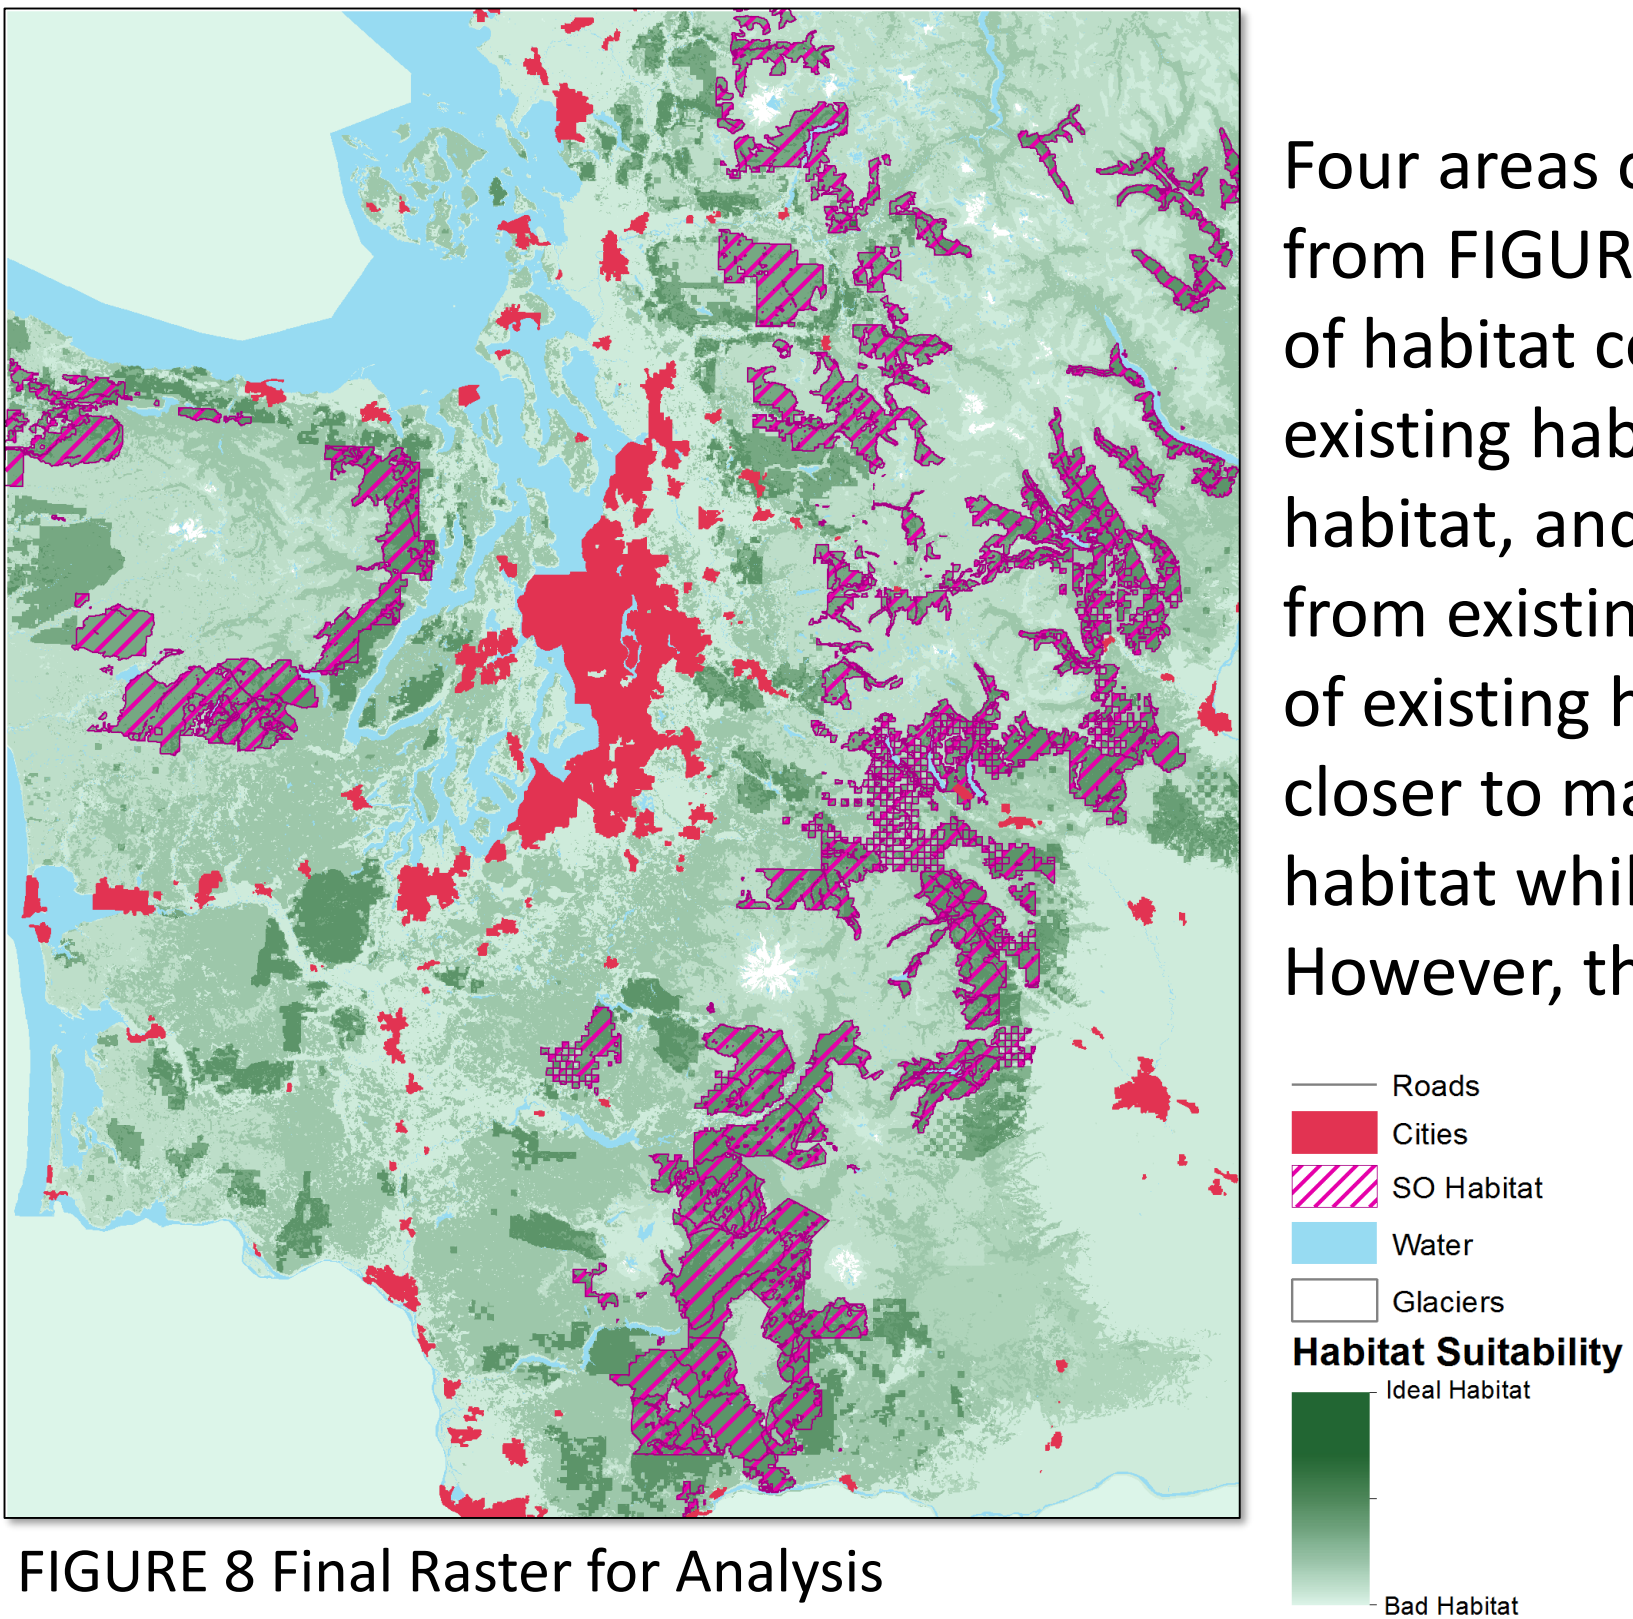 Four areas
from FIGUR
of habitat
existing hab
habitat, and
from existin
of existing
closer to ma
habitat whil
However, th
Roads
Cities
SO Habitat
Water
Glaciers
Habitat Suitability
Ideal Habitat
Bad Habitat
FIGURE 8 Final Raster for Analysis